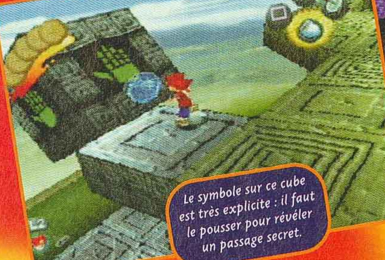 Le symbole sur ce cube
est très explicite : il faut
le pousser pour révéler
un passage secret.